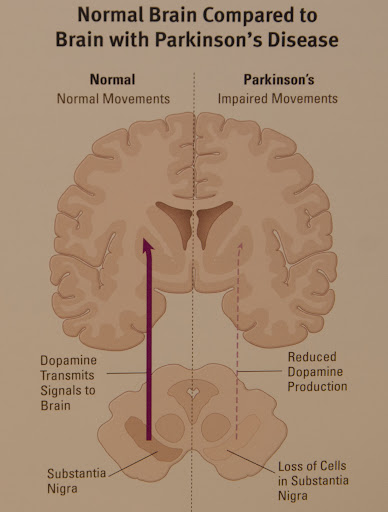 Normal Brain Compared to
Brain with Parkinson's Disease
Normal
Normal Movements
Parkinson's
Impaired Movements
Dopamine
Transmits
Signals to
Brain
Reduced
Dopamine
Production
Substantia
Nigra
Loss of Cells
in Substantia
Nigra